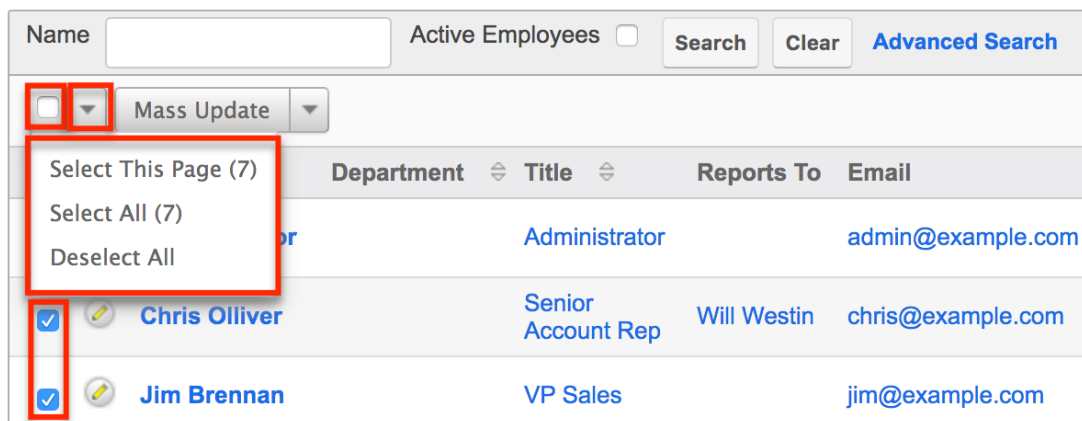 Name Active Employees Search Clear Advanced Search
Mass Update
Select This Page (7) Department Title Reports To Email
Select All (7)
or Administrator admin@example.com
Deselect All
Chris Olliver Senior Account Rep Will Westin chris@example.com
Jim Brennan VP Sales jim@example.com